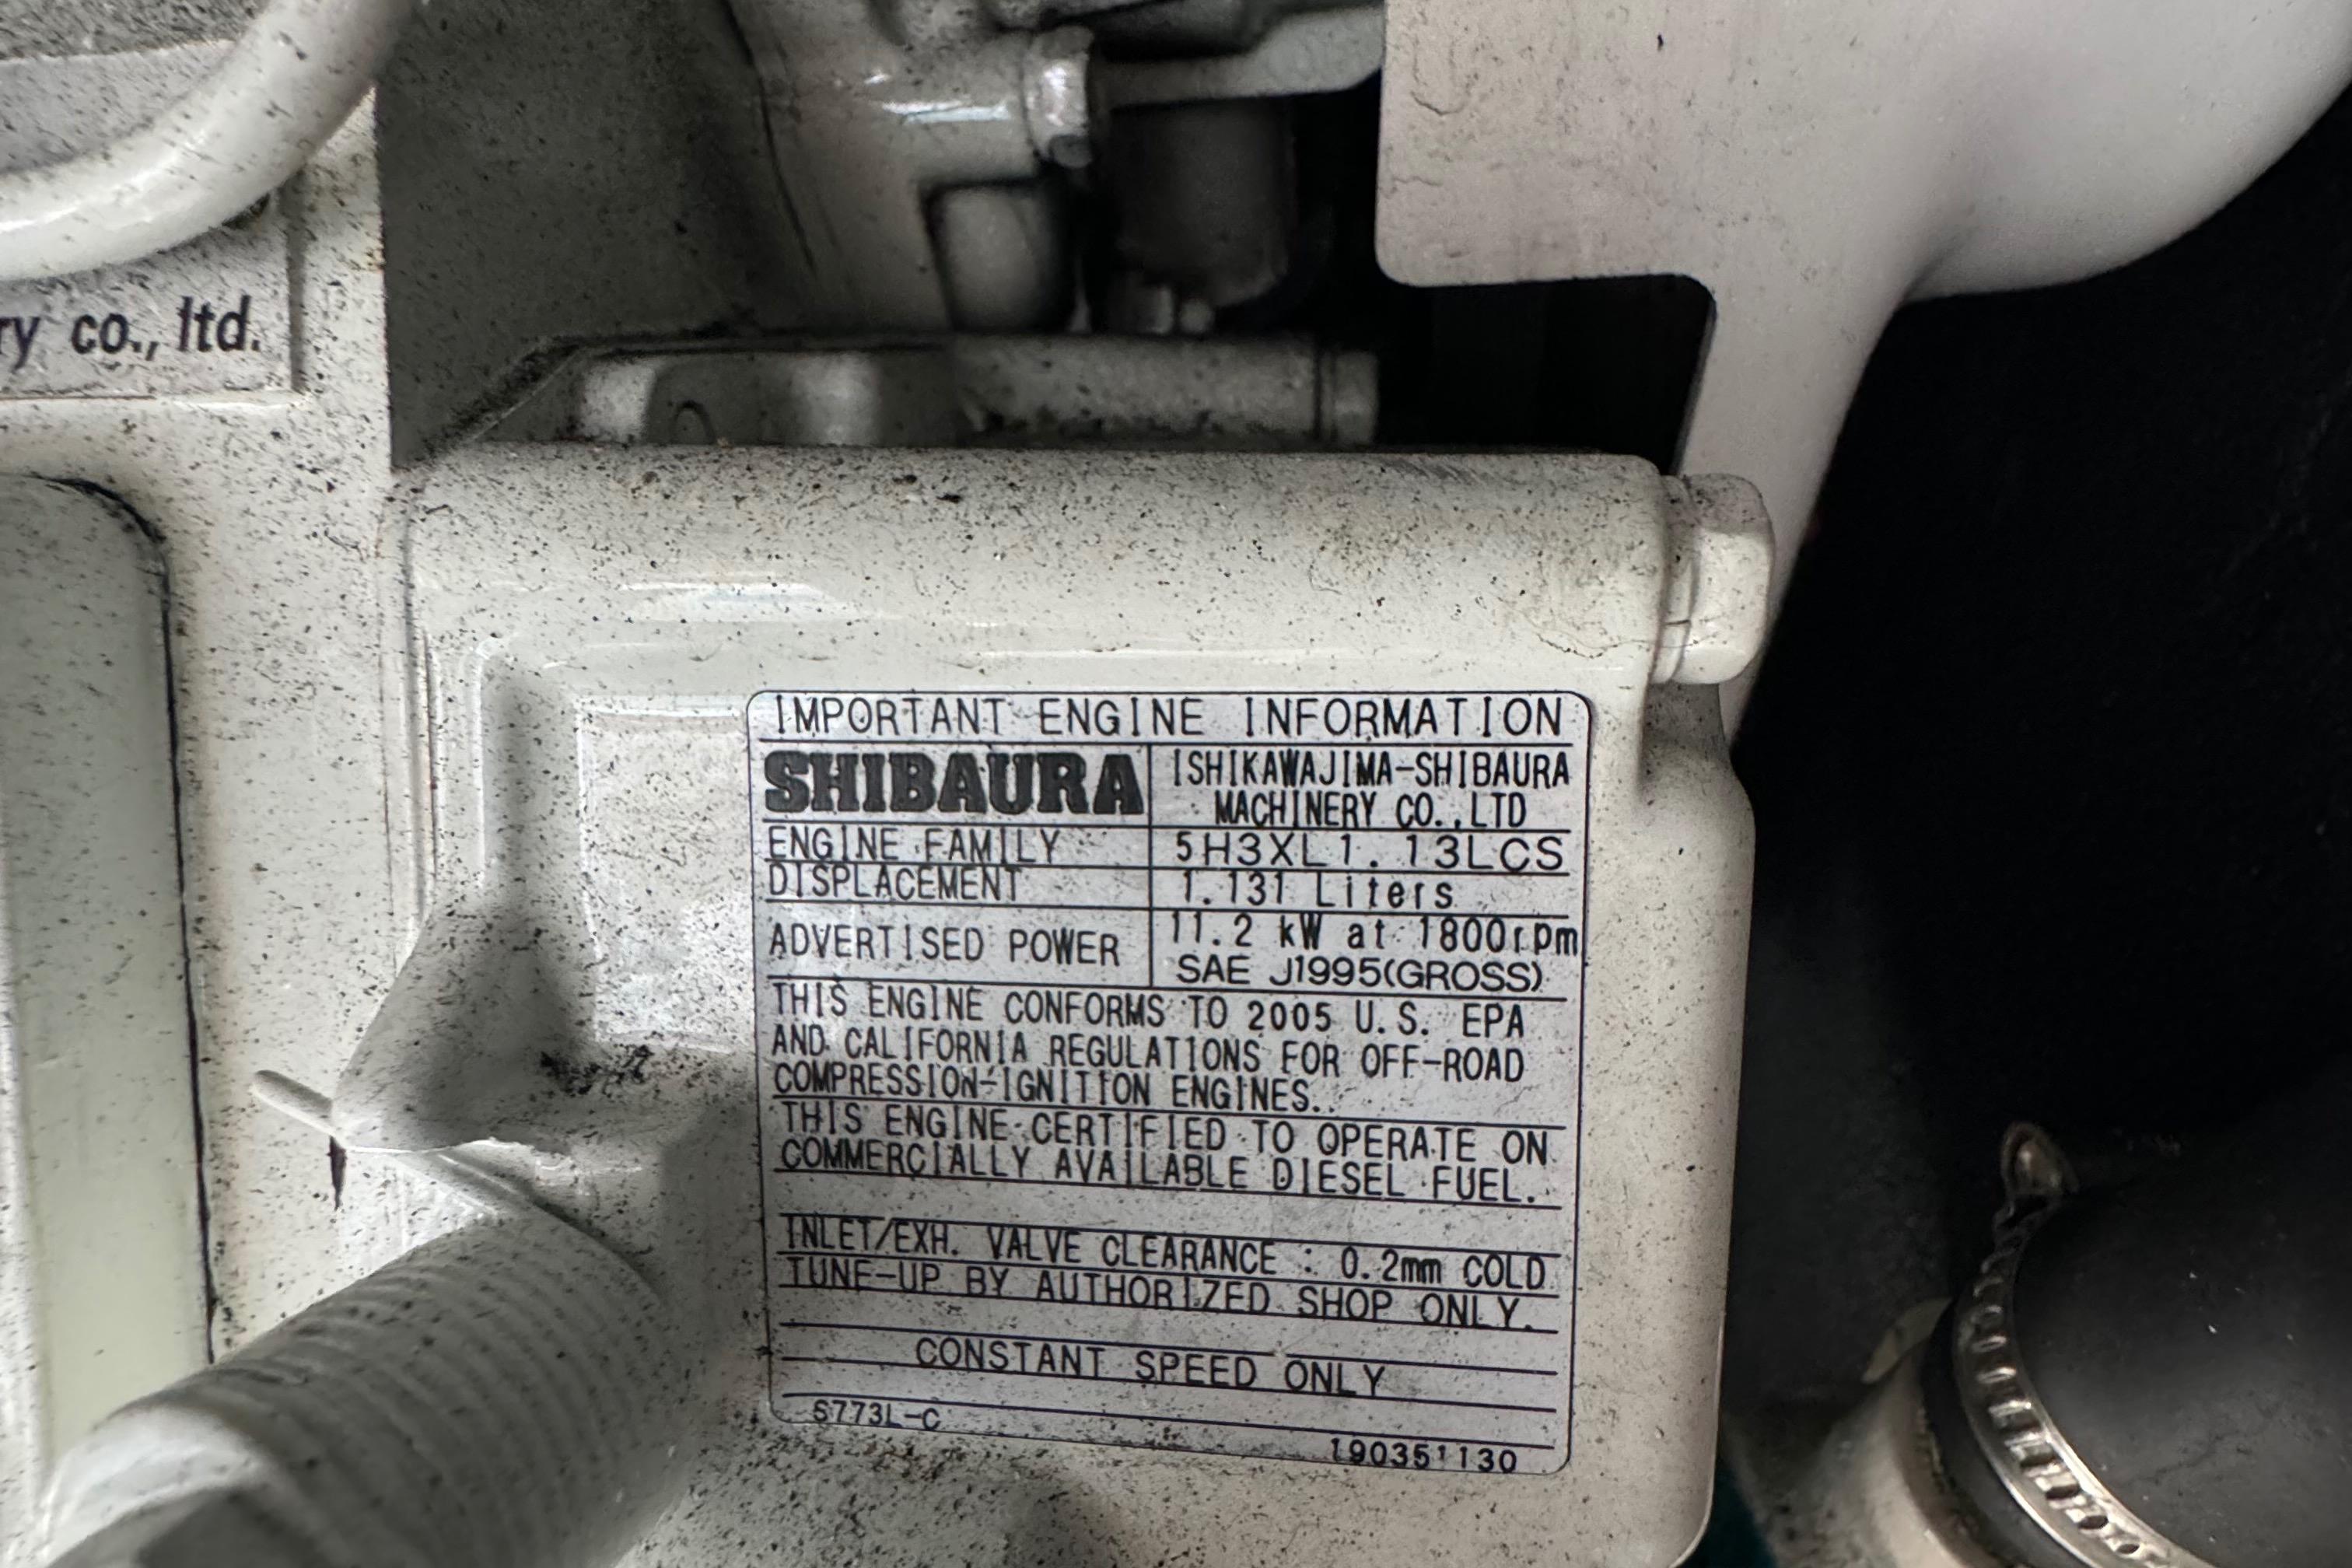 ry co., ltd.
IMPORTANT ENGINE INFORMATION
SHIBAURA
ISHIKAWAJIMA-SHIBAURA
MACHINERY CO.,LTD
ENGINE FAMILY
5H3XL1.13LCS
DISPLACEMENT
1.131 Liters
ADVERTISED POWER
11.2 kW at 1800rpm
SAE J1995(GROSS)
THIS ENGINE CONFORMS TO 2005 U.S. EPA
AND CALIFORNIA REGULATIONS FOR OFF-ROAD
COMPRESSION-IGNITION ENGINES.
THIS ENGINE CERTIFIED TO OPERATE ON
COMMERCIALLY AVAILABLE DIESEL FUEL.
INLET/EXH. VALVE CLEARANCE : 0.2mm COLD
TUNE-UP BY AUTHORIZED SHOP ONLY.
CONSTANT SPEED ONLY
S773L-C
190351130